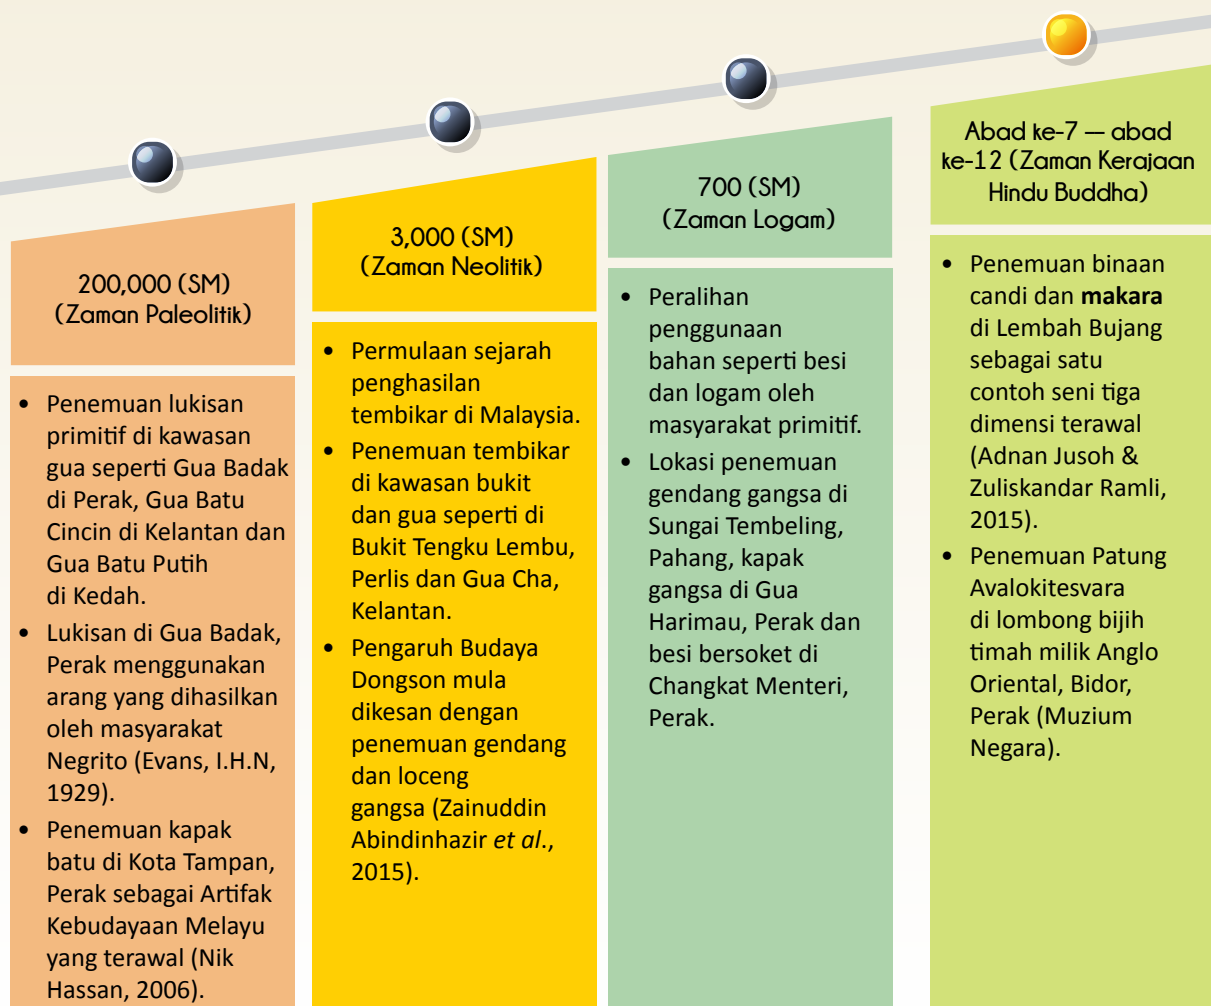 200,000 (SM)
(Zaman Paleolitik)
• Penemuan lukisan
primitif di kawasan
gua seperti Gua Badak
di Perak, Gua Batu
Cincin di Kelantan dan
Gua Batu Putih
di Kedah.
• Lukisan di Gua Badak,
Perak menggunakan
arang yang dihasilkan
oleh masyarakat
Negrito (Evans, I.H.N,
1929).
• Penemuan kapak
batu di Kota Tampan,
Perak sebagai Artifak
Kebudayaan Melayu
yang terawal (Nik
Hassan, 2006).
3,000 (SM)
(Zaman Neolitik)
• Permulaan sejarah
penghasilan
tembikar di Malaysia.
• Penemuan tembikar
di kawasan bukit
dan gua seperti di
Bukit Tengku Lembu,
Perlis dan Gua Cha,
Kelantan.
• Pengaruh Budaya
Dongson mula
dikesan dengan
penemuan gendang
dan loceng
gangsa (Zainuddin
Abindinhazir et al.,
2015).
700 (SM)
(Zaman Logam)
• Peralihan
penggunaan
bahan seperti besi
dan logam oleh
masyarakat primitif.
• Lokasi penemuan
gendang gangsa di
Sungai Tembeling,
Pahang, kapak
gangsa di Gua
Harimau, Perak dan
besi bersoket di
Changkat Menteri,
Perak.
Abad ke-7 — abad
ke-12 (Zaman Kerajaan
Hindu Buddha)
• Penemuan binaan
candi dan makara
di Lembah Bujang
sebagai satu
contoh seni tiga
dimensi terawal
(Adnan Jusoh &
Zuliskandar Ramli,
2015).
• Penemuan Patung
Avalokitesvara
di lombong bijih
timah milik Anglo
Oriental, Bidor,
Perak (Muzium
Negara).